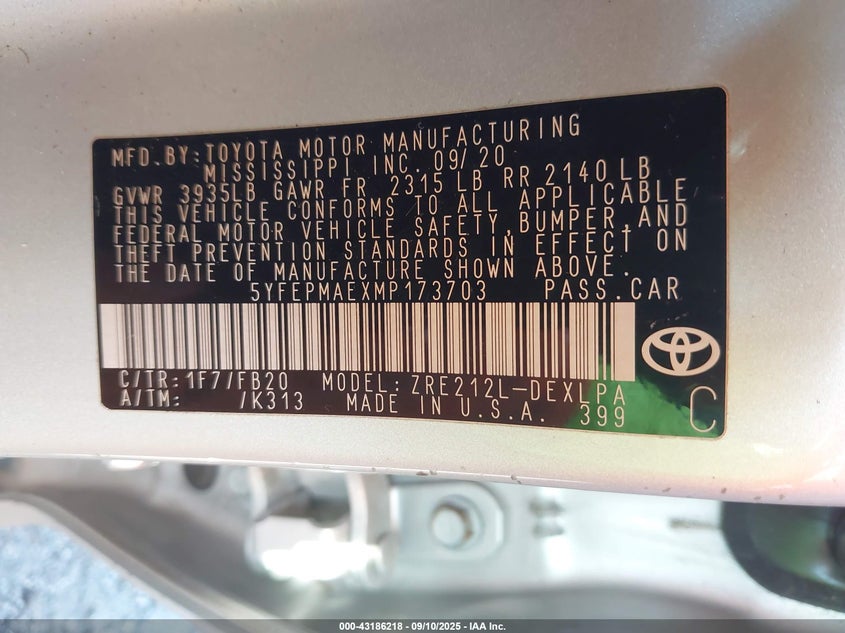 MFD. BY: TOYOTA MOTOR MANUFACTURING
MISSISSIPPI INC. 09/20
GVWR 3935LB GAWR FR 2315 LB RR 2140 LB
THIS VEHICLE CONFORMS TO ALL APPLICABLE
FEDERAL MOTOR VEHICLE SAFETY, BUMPER, AND
THEFT PREVENTION STANDARDS IN EFFECT ON
THE DATE OF MANUFACTURE SHOWN ABOVE.
5YFEPMAEXMP173703 PASS.CAR
C/TR: 1F7/FB20 MODEL: ZRE212L-DEXLPA
A/TM: /K313 MADE IN U.S.A. 399
C
000-43186218 - 09/10/2025 - IAA Inc.